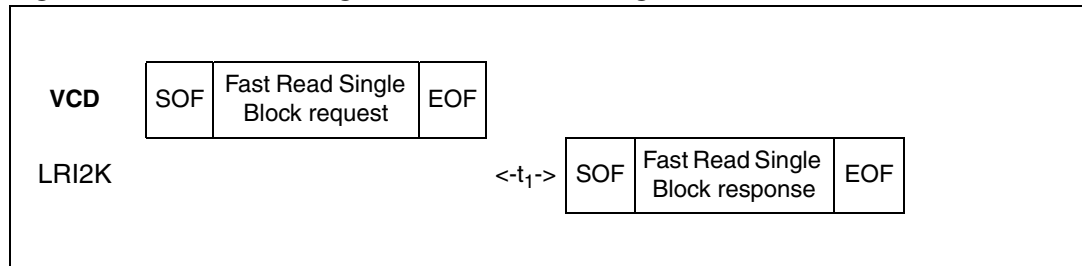 VCD SOF Fast Read Single Block request EOF
LRI2K <-t1-> SOF Fast Read Single Block response EOF